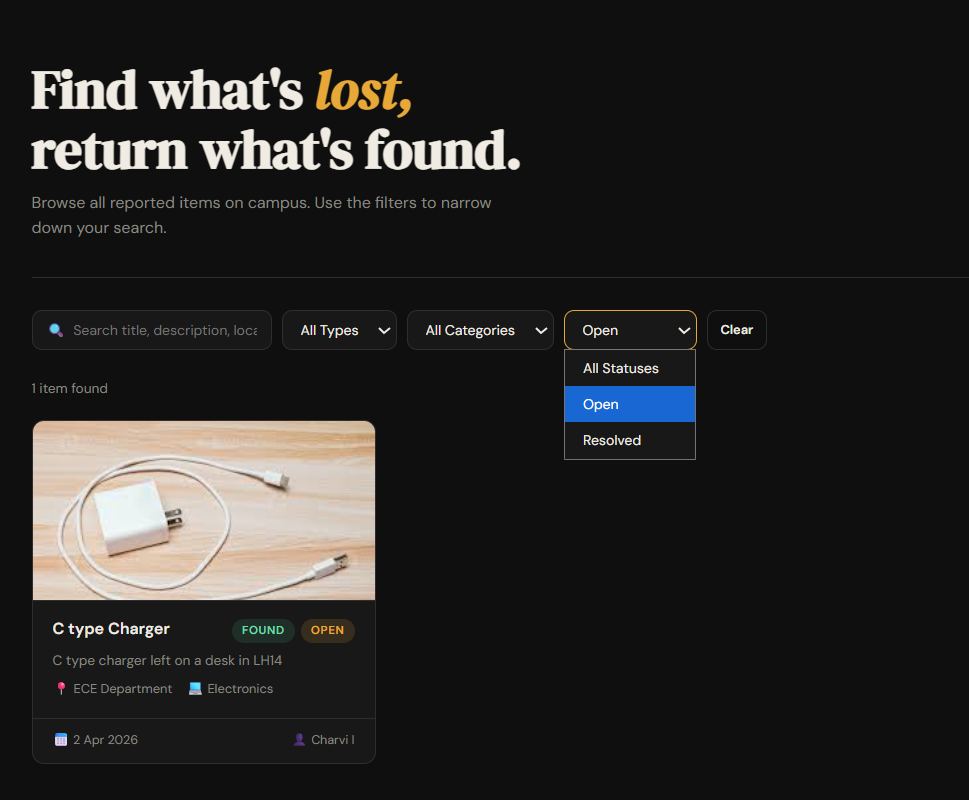 Find what's lost,
return what's found.
Browse all reported items on campus. Use the filters to narrow
down your search.
Search title, description, loca
All Types
All Categories
Open
Clear
All Statuses
Open
Resolved
1 item found
C type Charger
FOUND
OPEN
C type charger left on a desk in LH14
ECE Department
Electronics
2 Apr 2026
Charvi I